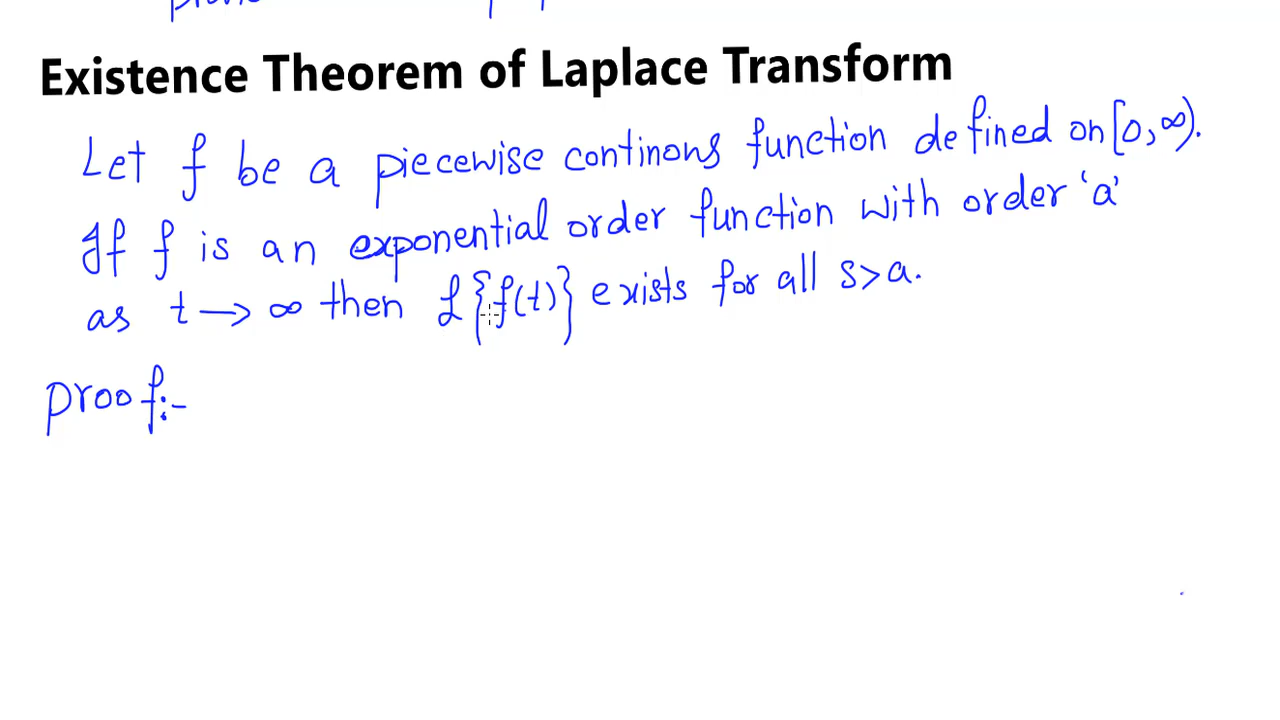 Existence Theorem of Laplace Transform
Let f be a piecewise continous function defined on [0, ∞).
If f is an exponential order function with order 'a'
as t → ∞ then ℒ{f(t)} exists for all s>a.
proof:-